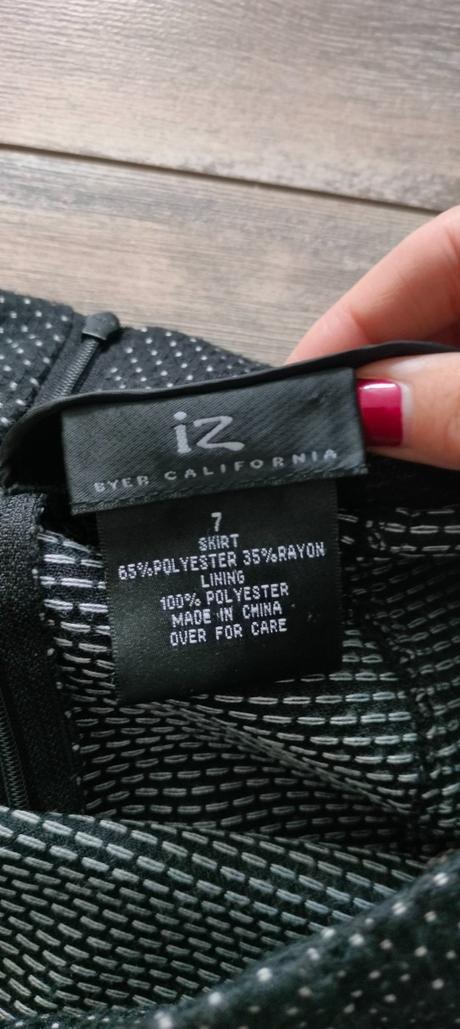 iz
BYER CALIFORNIA
7
SKIRT
65%POLYESTER 35%RAYON
LINING
100% POLYESTER
MADE IN CHINA
OVER FOR CARE